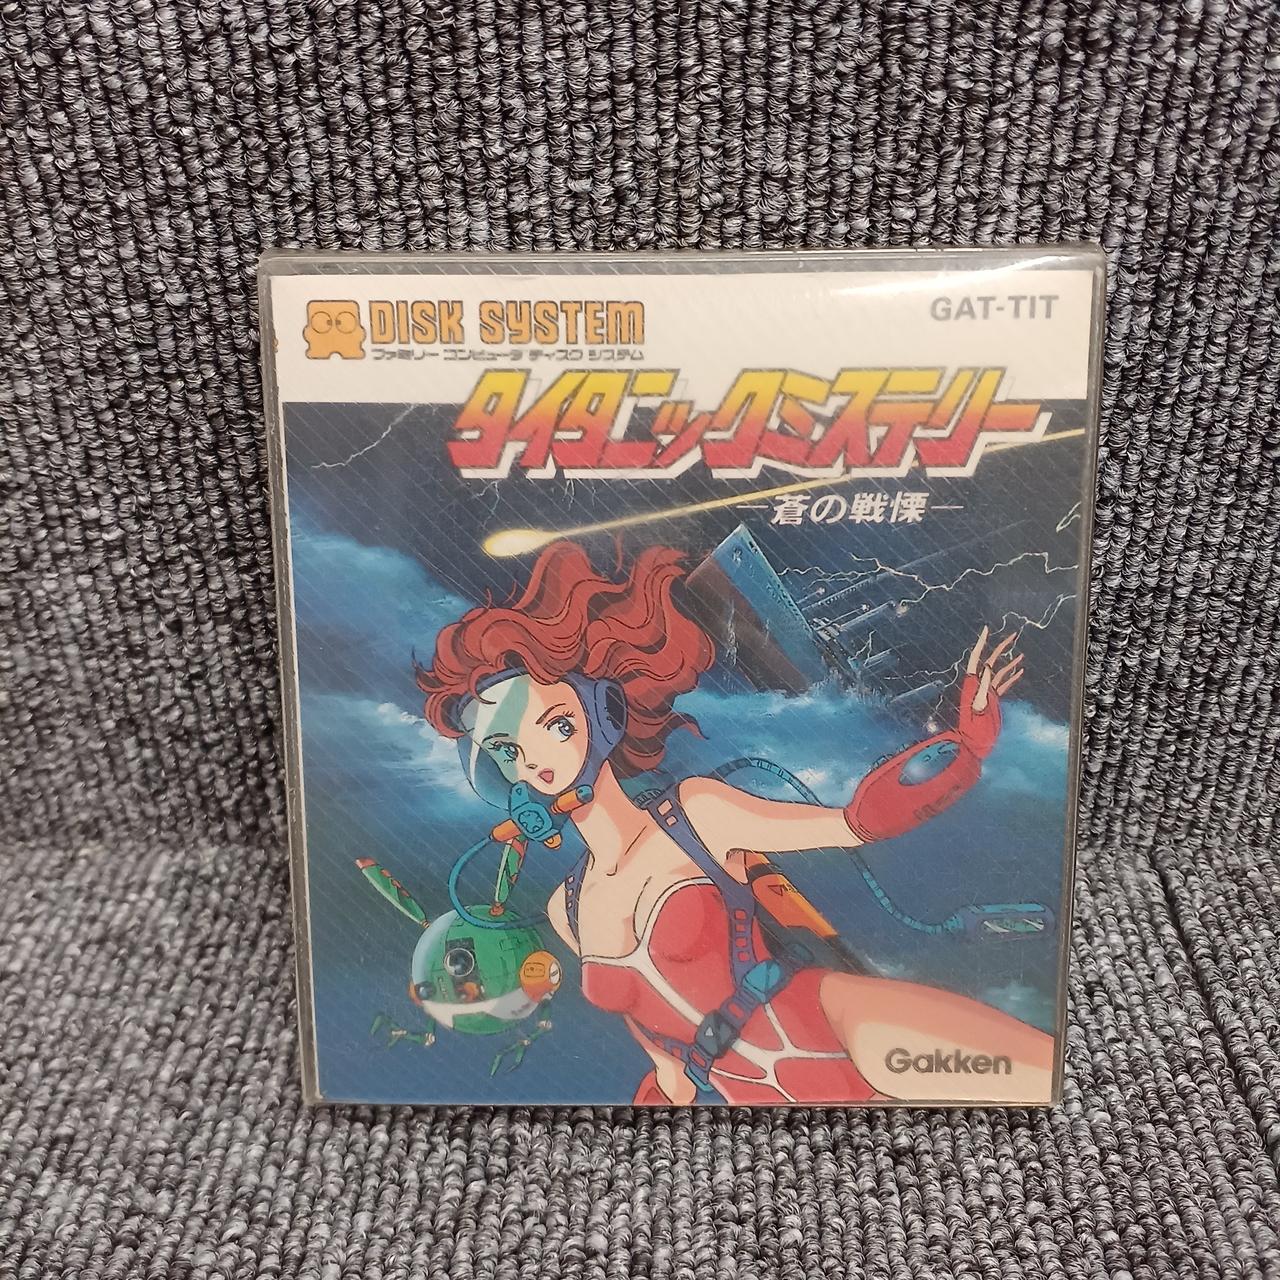 DISK SYSTEM
ファミリー コンピュータ ディスク システム
GAT-TIT
タイタニックミステリー
—蒼の戦慄—
Gakken